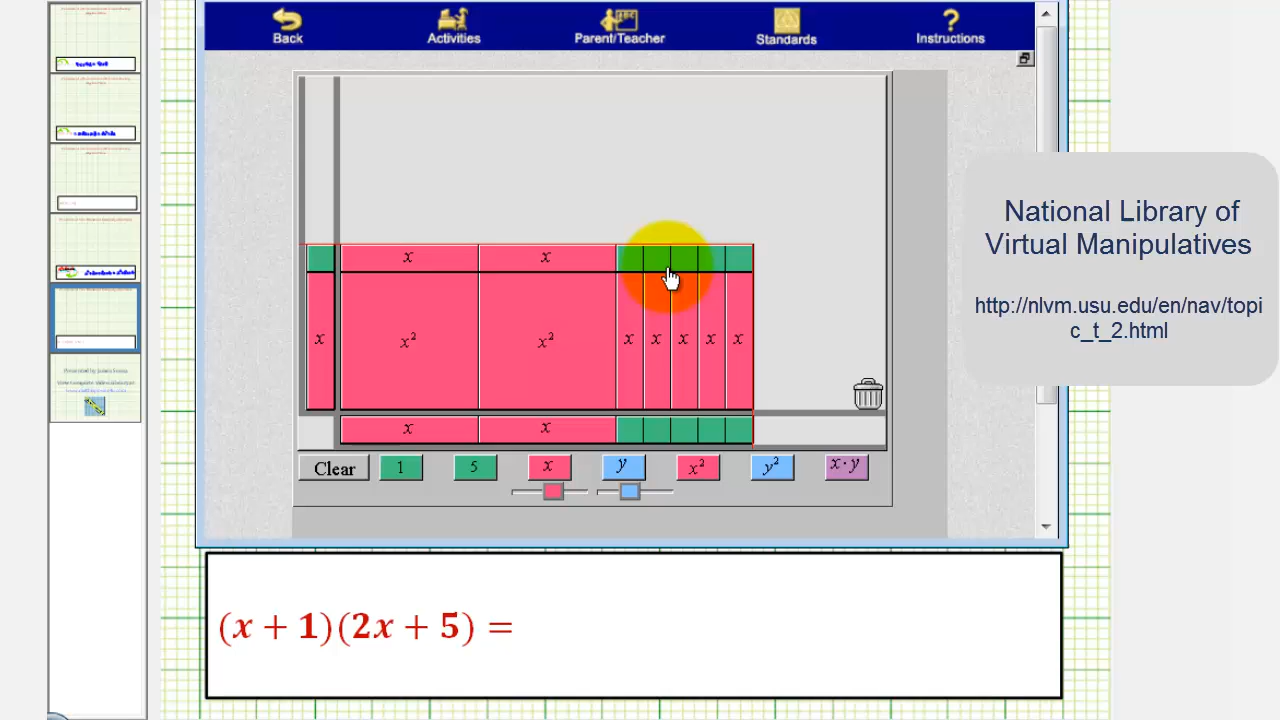 Back Activities Parent/Teacher Standards Instructions
National Library of
Virtual Manipulatives
http://nlvm.usu.edu/en/nav/topi
c_t_2.html
x x
x x² x² x x x x x
x x
Clear 1 5 x y x² y² x·y
(x + 1)(2x + 5) =